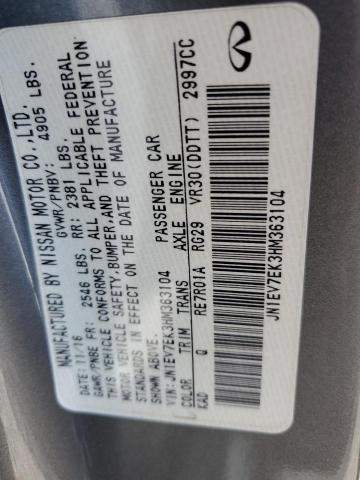 MANUFACTURED BY NISSAN MOTOR CO.,LTD.
DATE: 11/16 GVWR/PNBV: 4905 LBS.
GAWR/PNBE FR: 2546 LBS. RR: 2381 LBS.
THIS VEHICLE CONFORMS TO ALL APPLICABLE FEDERAL
MOTOR VEHICLE SAFETY,BUMPER,AND THEFT PREVENTION
STANDARDS IN EFFECT ON THE DATE OF MANUFACTURE
SHOWN ABOVE.
VIN:JN1EV7EK3HM363104 PASSENGER CAR
COLOR TRIM TRANS AXLE ENGINE
KAD Q RE7R01A RG29 VR30(DDTT) 2997CC
JN1EV7EK3HM363104